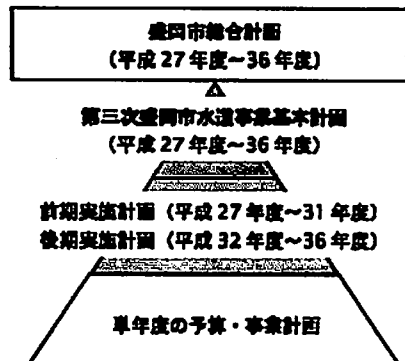 盛岡市総合計画
(平成27年度~36年度)
第三次盛岡市水道事業基本計画
(平成27年度~36年度)
前期実施計画(平成27年度~31年度)
後期実施計画(平成32年度~36年度)
単年度の予算・事業計画